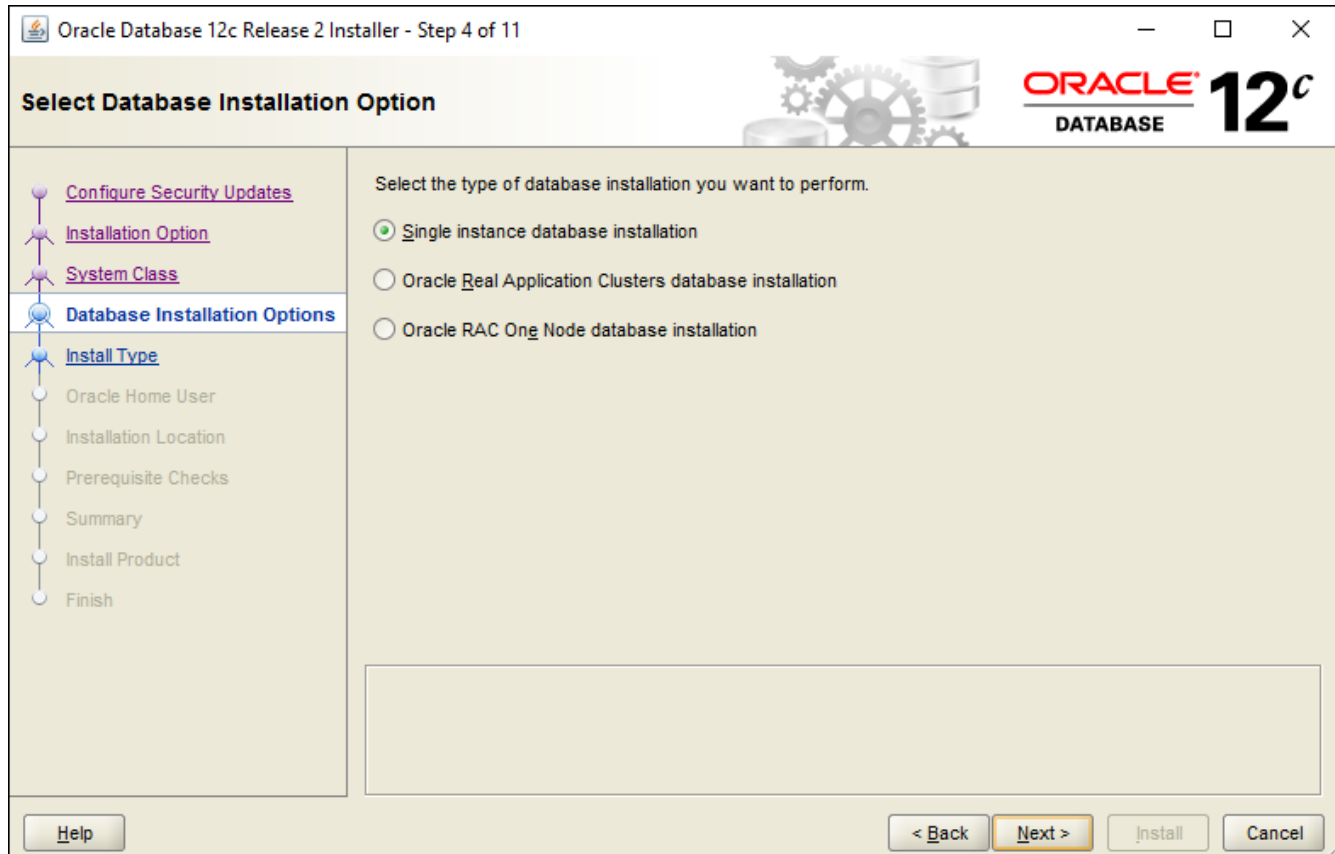 Oracle Database 12c Release 2 Installer - Step 4 of 11
Select Database Installation Option
ORACLE DATABASE 12c
Configure Security Updates
Installation Option
System Class
Database Installation Options
Install Type
Oracle Home User
Installation Location
Prerequisite Checks
Summary
Install Product
Finish
Select the type of database installation you want to perform.
Single instance database installation
Oracle Real Application Clusters database installation
Oracle RAC One Node database installation
Help
< Back
Next >
Install
Cancel